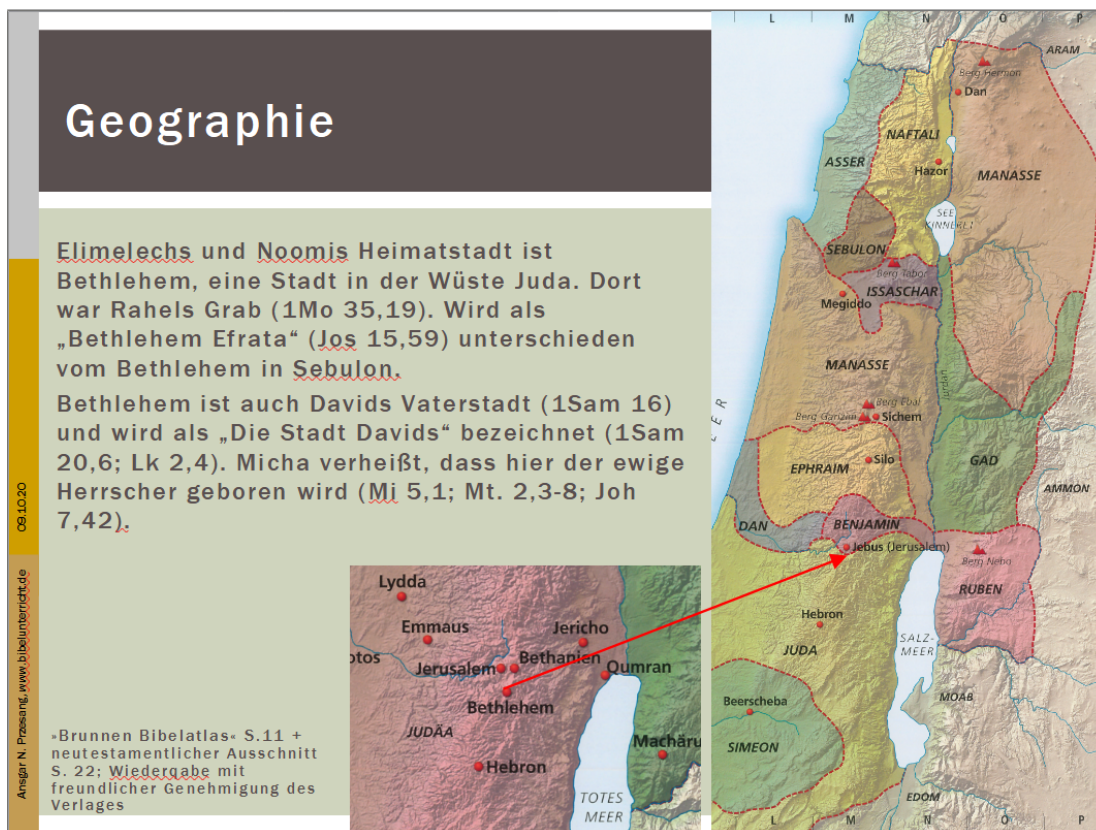 Geographie
Elimelechs und Noomis Heimatstadt ist
Bethlehem, eine Stadt in der Wüste Juda. Dort
war Rahels Grab (1Mo 35,19). Wird als
„Bethlehem Efrata“ (Jos 15,59) unterschieden
vom Bethlehem in Sebulon.
Bethlehem ist auch Davids Vaterstadt (1Sam 16)
und wird als „Die Stadt Davids“ bezeichnet (1Sam
20,6; Lk 2,4). Micha verheißt, dass hier der ewige
Herrscher geboren wird (Mi 5,1; Mt. 2,3-8; Joh
7,42).
»Brunnen Bibelatlas« S.11 +
neutestamentlicher Ausschnitt
S. 22; Wiedergabe mit
freundlicher Genehmigung des
Verlages
09.10.20
Ansgar N. Przesang, www.bibelunterricht.de
Lydda
Emmaus
Jericho
otos
Jerusalem
Bethanien
Qumran
Bethlehem
JUDÄA
Machäru
Hebron
TOTES
MEER
L
M
N
O
P
ARAM
Berg Hermon
Dan
NAFTALI
ASSER
Hazor
MANASSE
SEE
KINNERET
SEBULON
Berg Tabor
ISSASCHAR
Megiddo
MANASSE
Jordan
Berg Ebal
Berg Garizim
Sichem
EPHRAIM
Silo
GAD
AMMON
DAN
BENJAMIN
Jebus (Jerusalem)
Berg Nebo
RUBEN
Hebron
SALZ-
MEER
JUDA
Beerscheba
MOAB
SIMEON
EDOM
L
M
N
O
P